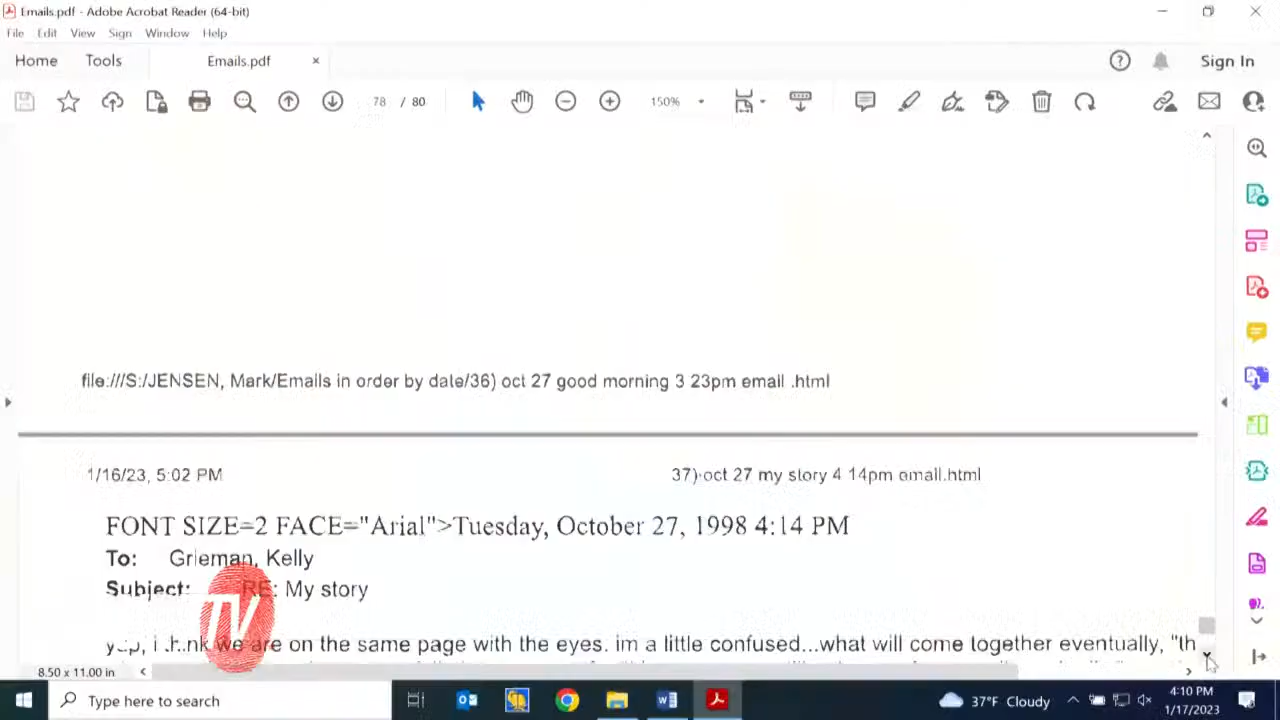 Emails.pdf - Adobe Acrobat Reader (64-bit)
File Edit View Sign Window Help
Home Tools Emails.pdf × Sign In
78 / 80 150%
file:///S:/JENSEN, Mark/Emails in order by date/36) oct 27 good morning 3 23pm email .html
1/16/23, 5:02 PM 37) oct 27 my story 4 14pm email.html
FONT SIZE=2 FACE="Arial">Tuesday, October 27, 1998 4:14 PM
To: Grieman, Kelly
Subject: RE: My story
TV
yep, i think we are on the same page with the eyes. im a little confused...what will come together eventually, "th
8.50 x 11.00 in
Type here to search 37°F Cloudy 4:10 PM
1/17/2023